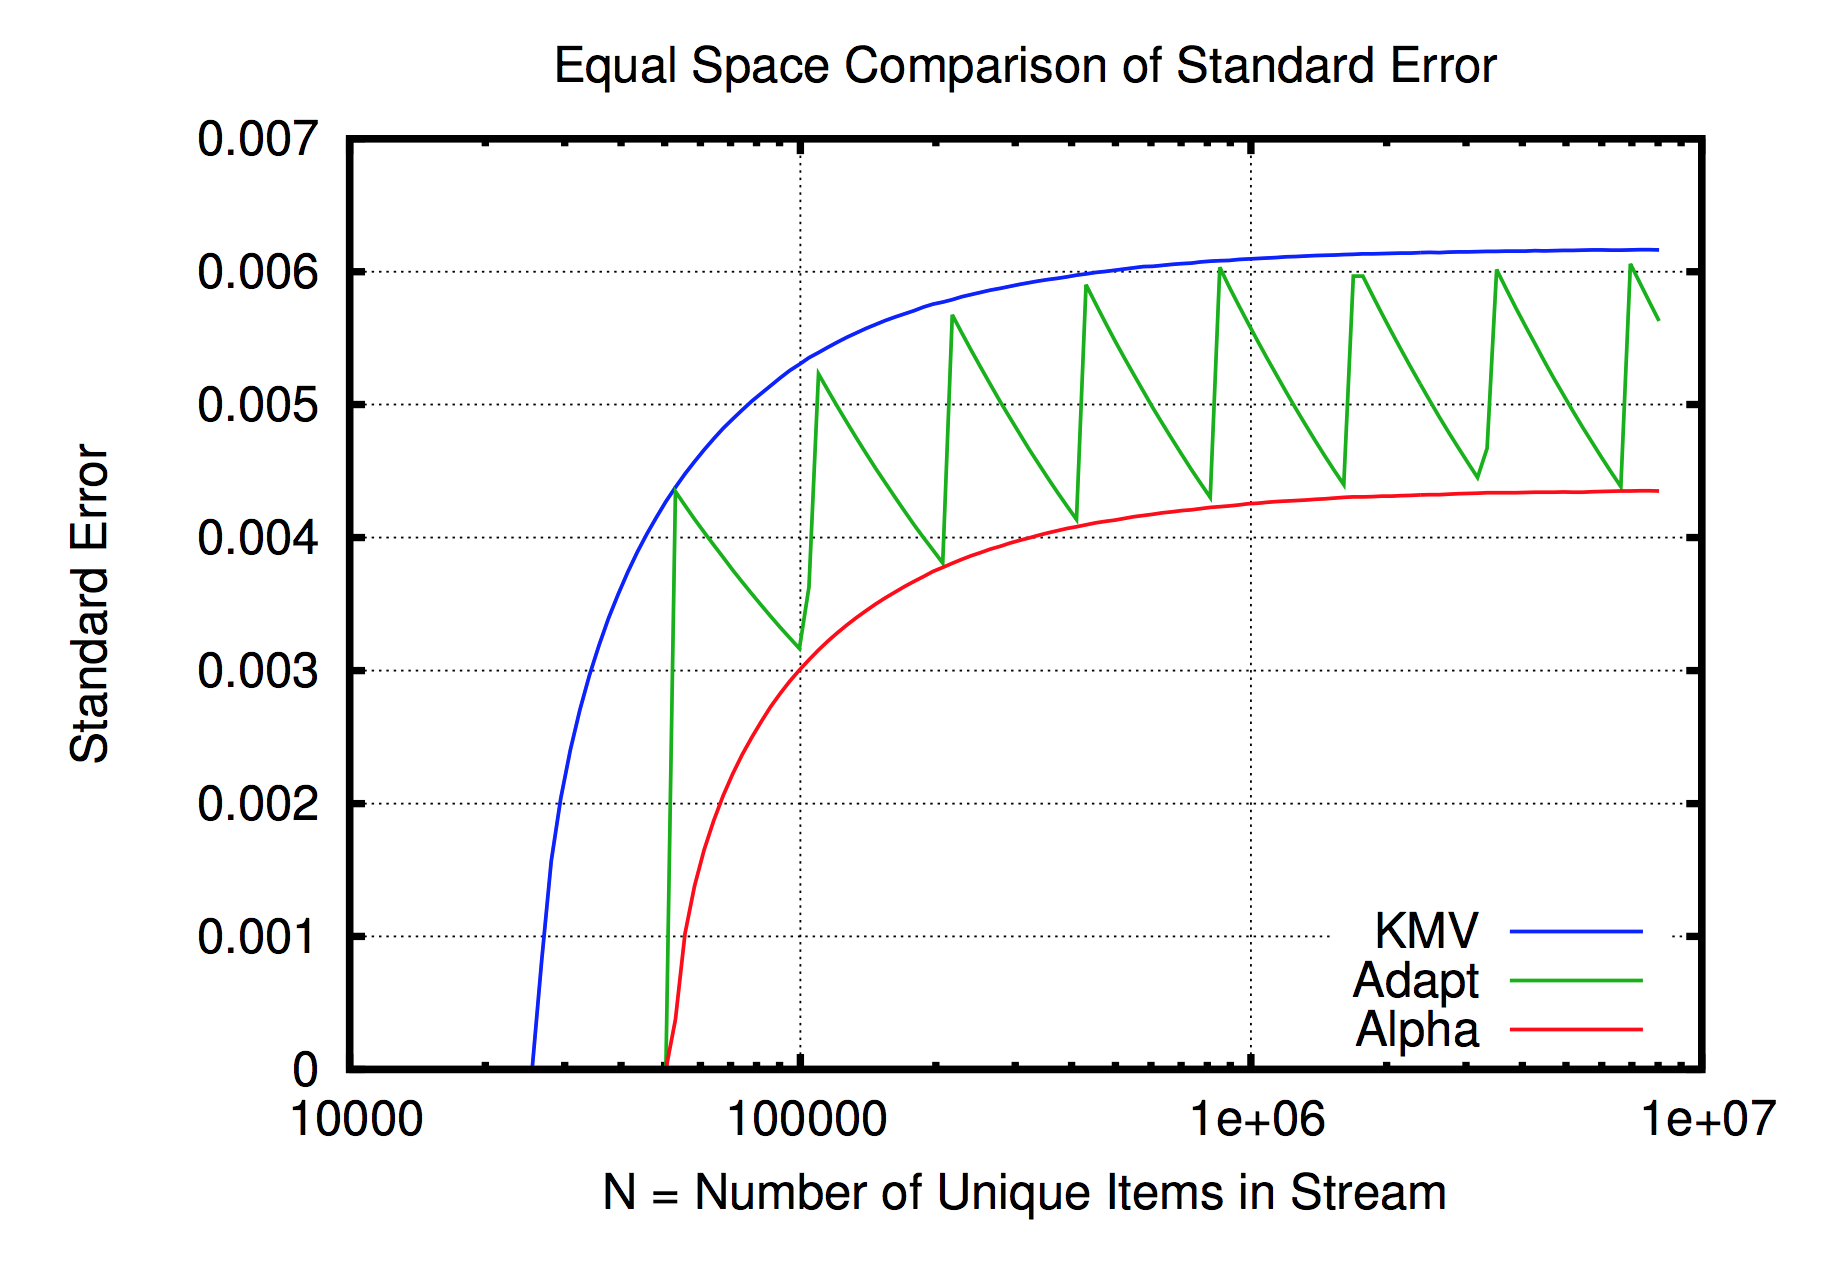 Equal Space Comparison of Standard Error
0.007
0.006
0.005
0.004
0.003
0.002
0.001
0
Standard Error
KMV
Adapt
Alpha
10000 100000 1e+06 1e+07
N = Number of Unique Items in Stream